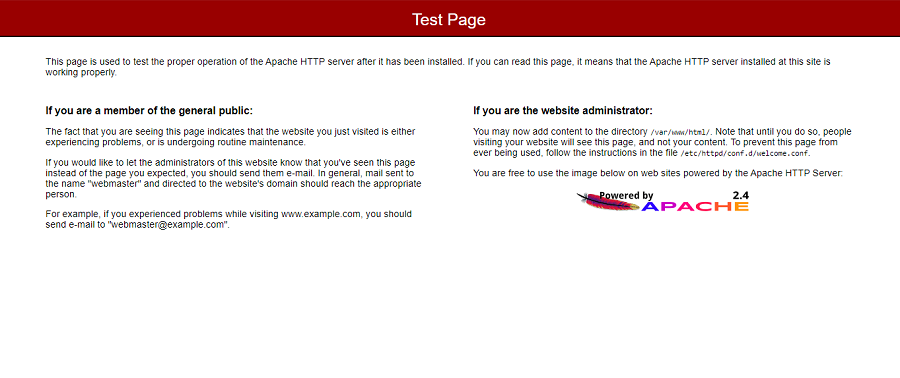 Test Page
This page is used to test the proper operation of the Apache HTTP server after it has been installed. If you can read this page, it means that the Apache HTTP server installed at this site is
working properly.
If you are a member of the general public:
The fact that you are seeing this page indicates that the website you just visited is either
experiencing problems, or is undergoing routine maintenance.
If you would like to let the administrators of this website know that you've seen this page
instead of the page you expected, you should send them e-mail. In general, mail sent to
the name "webmaster" and directed to the website's domain should reach the appropriate
person.
For example, if you experienced problems while visiting www.example.com, you should
send e-mail to "webmaster@example.com".
If you are the website administrator:
You may now add content to the directory /var/www/html/. Note that until you do so, people
visiting your website will see this page, and not your content. To prevent this page from
ever being used, follow the instructions in the file /etc/httpd/conf.d/welcome.conf.
You are free to use the image below on web sites powered by the Apache HTTP Server:
Powered by 2.4
APACHE